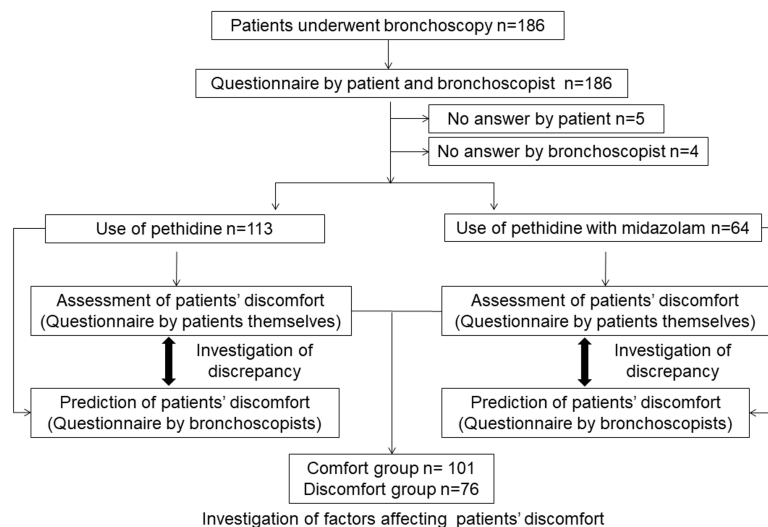 Patients underwent bronchoscopy n=186
Questionnaire by patient and bronchoscopist n=186
No answer by patient n=5
No answer by bronchoscopist n=4
Use of pethidine n=113
Use of pethidine with midazolam n=64
Assessment of patients' discomfort
(Questionnaire by patients themselves)
Assessment of patients' discomfort
(Questionnaire by patients themselves)
Investigation of
discrepancy
Investigation of
discrepancy
Prediction of patients' discomfort
(Questionnaire by bronchoscopists)
Prediction of patients' discomfort
(Questionnaire by bronchoscopists)
Comfort group n= 101
Discomfort group n=76
Investigation of factors affecting patients' discomfort